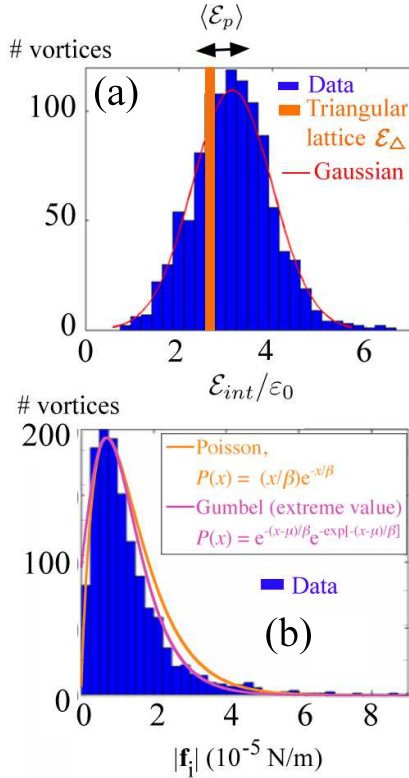 ⟨𝓔ₚ⟩
# vortices
(a)
100
50
0
Data
Triangular
lattice 𝓔△
Gaussian
0 2 4 6
𝓔ᵢₙₜ/ε₀
# vortices
200
100
0
Poisson,
P(x) = (x/β)e^{-x/β}
Gumbel (extreme value)
P(x) = e^{-(x-μ)/β}e^{-exp[-(x-μ)/β]}
Data
(b)
0 2 4 6 8
|fᵢ| (10⁻⁵ N/m)